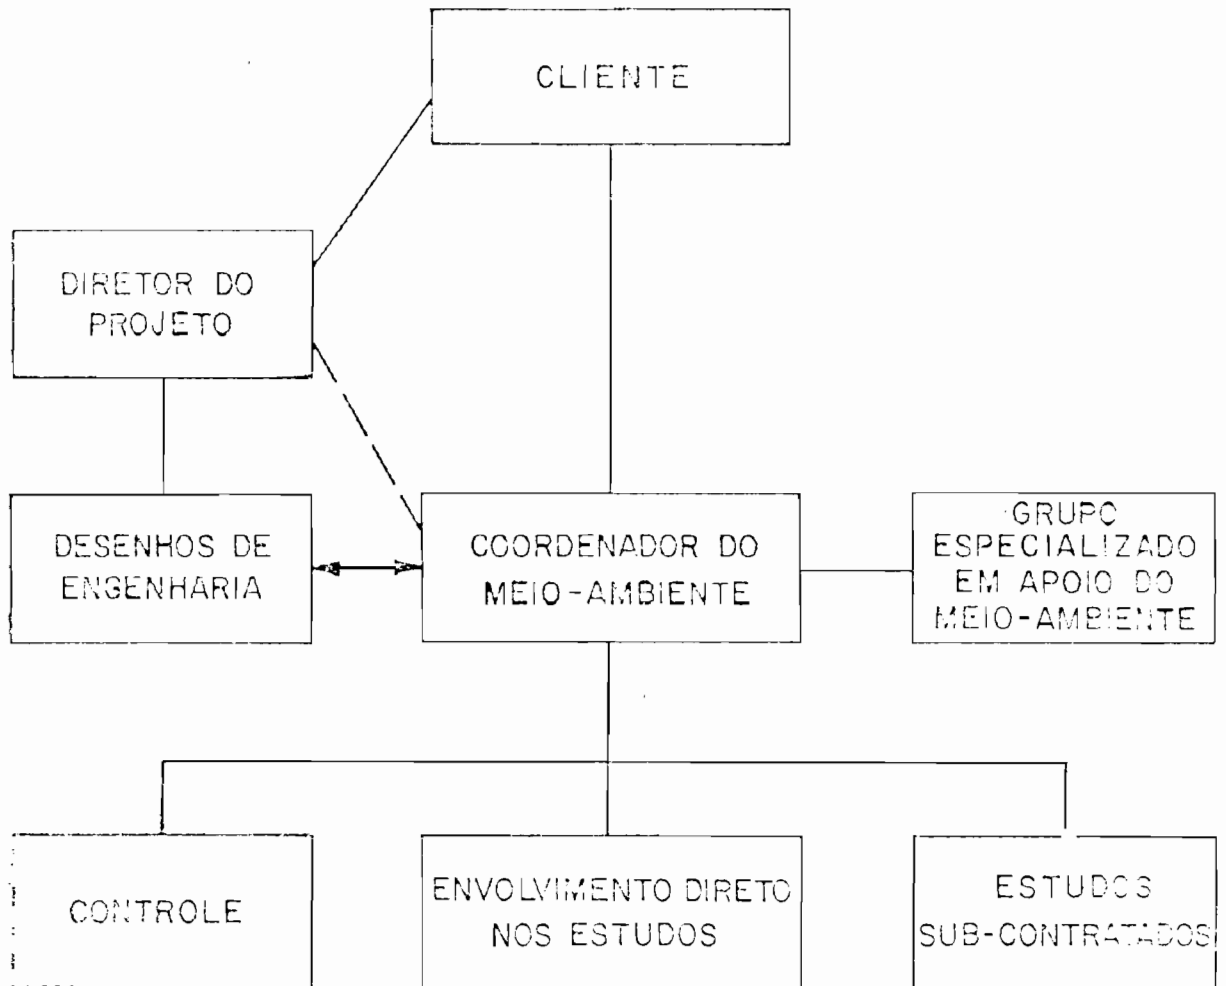 CLIENTE
DIRETOR DO
PROJETO
DESENHOS DE
ENGENHARIA
COORDENADOR DO
MEIO-AMBIENTE
GRUPO
ESPECIALIZADO
EM APOIO DO
MEIO-AMBIENTE
CONTROLE
ENVOLVIMENTO DIRETO
NOS ESTUDOS
ESTUDOS
SUB-CONTRATADOS